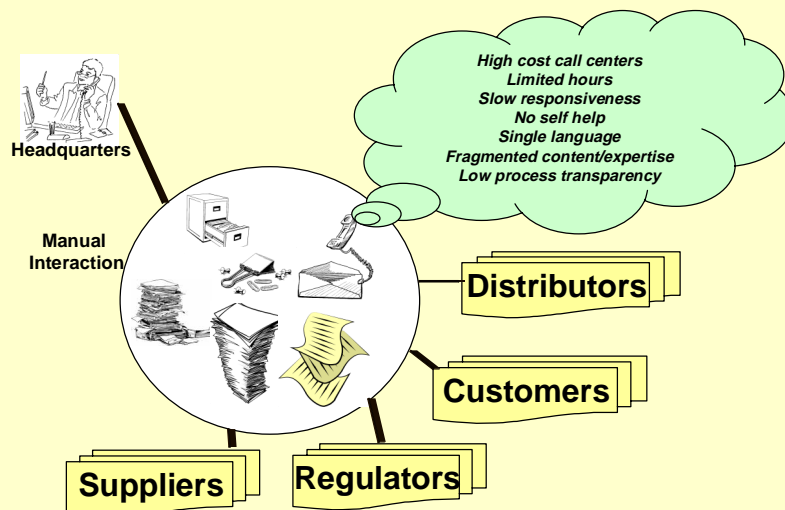 High cost call centers
Limited hours
Slow responsiveness
No self help
Single language
Fragmented content/expertise
Low process transparency
Headquarters
Manual
Interaction
Distributors
Customers
Suppliers
Regulators